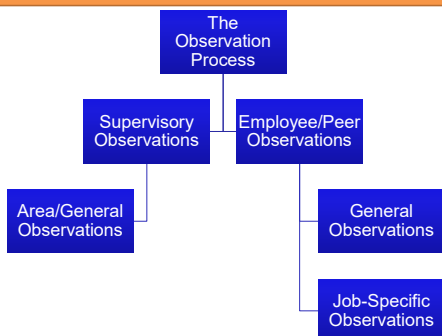 The
Observation
Process
Supervisory
Observations
Employee/Peer
Observations
Area/General
Observations
General
Observations
Job-Specific
Observations